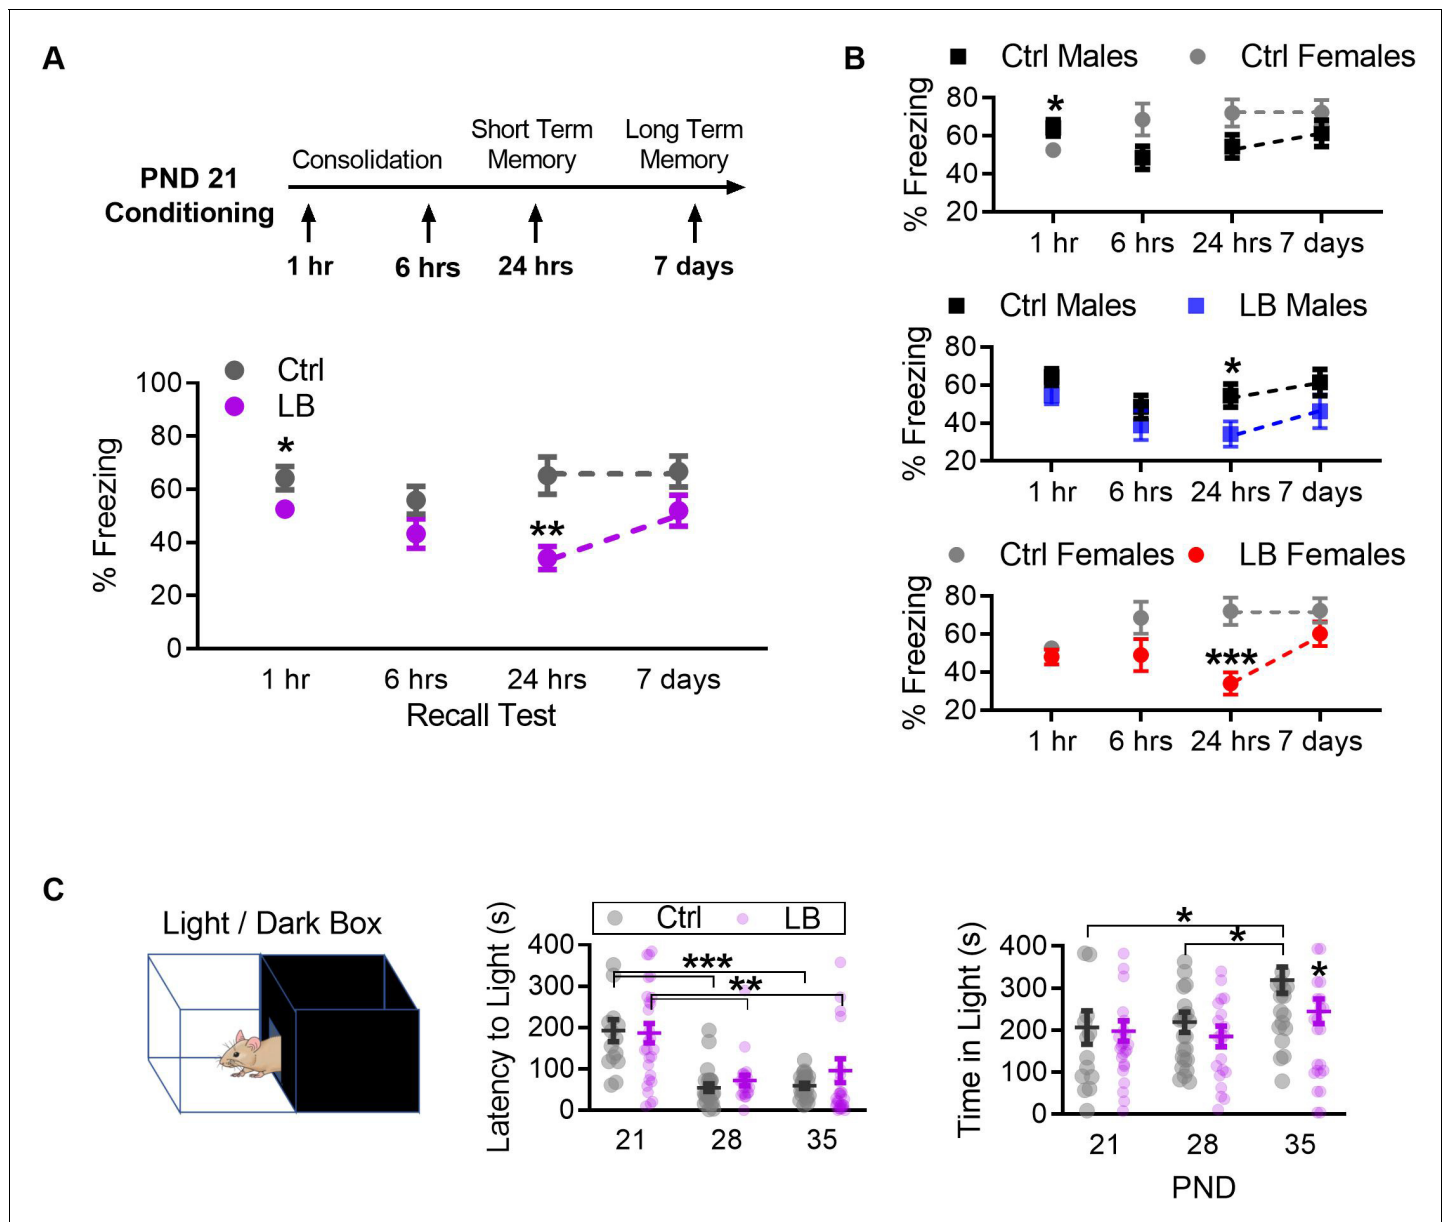 A
Short Term
Memory
Long Term
Memory
Consolidation
PND 21
Conditioning
1 hr
6 hrs
24 hrs
7 days
Ctrl
LB
% Freezing
100
80
60
40
20
0
*
**
1 hr
6 hrs
24 hrs
7 days
Recall Test
B
Ctrl Males
Ctrl Females
% Freezing
80
60
40
20
*
1 hr
6 hrs
24 hrs
7 days
Ctrl Males
LB Males
% Freezing
80
60
40
20
*
1 hr
6 hrs
24 hrs
7 days
Ctrl Females
LB Females
% Freezing
80
60
40
20
***
1 hr
6 hrs
24 hrs
7 days
C
Light / Dark Box
Ctrl
LB
Latency to Light (s)
400
300
200
100
0
***
**
21
28
35
Time in Light (s)
400
300
200
100
0
*
*
*
21
28
35
PND